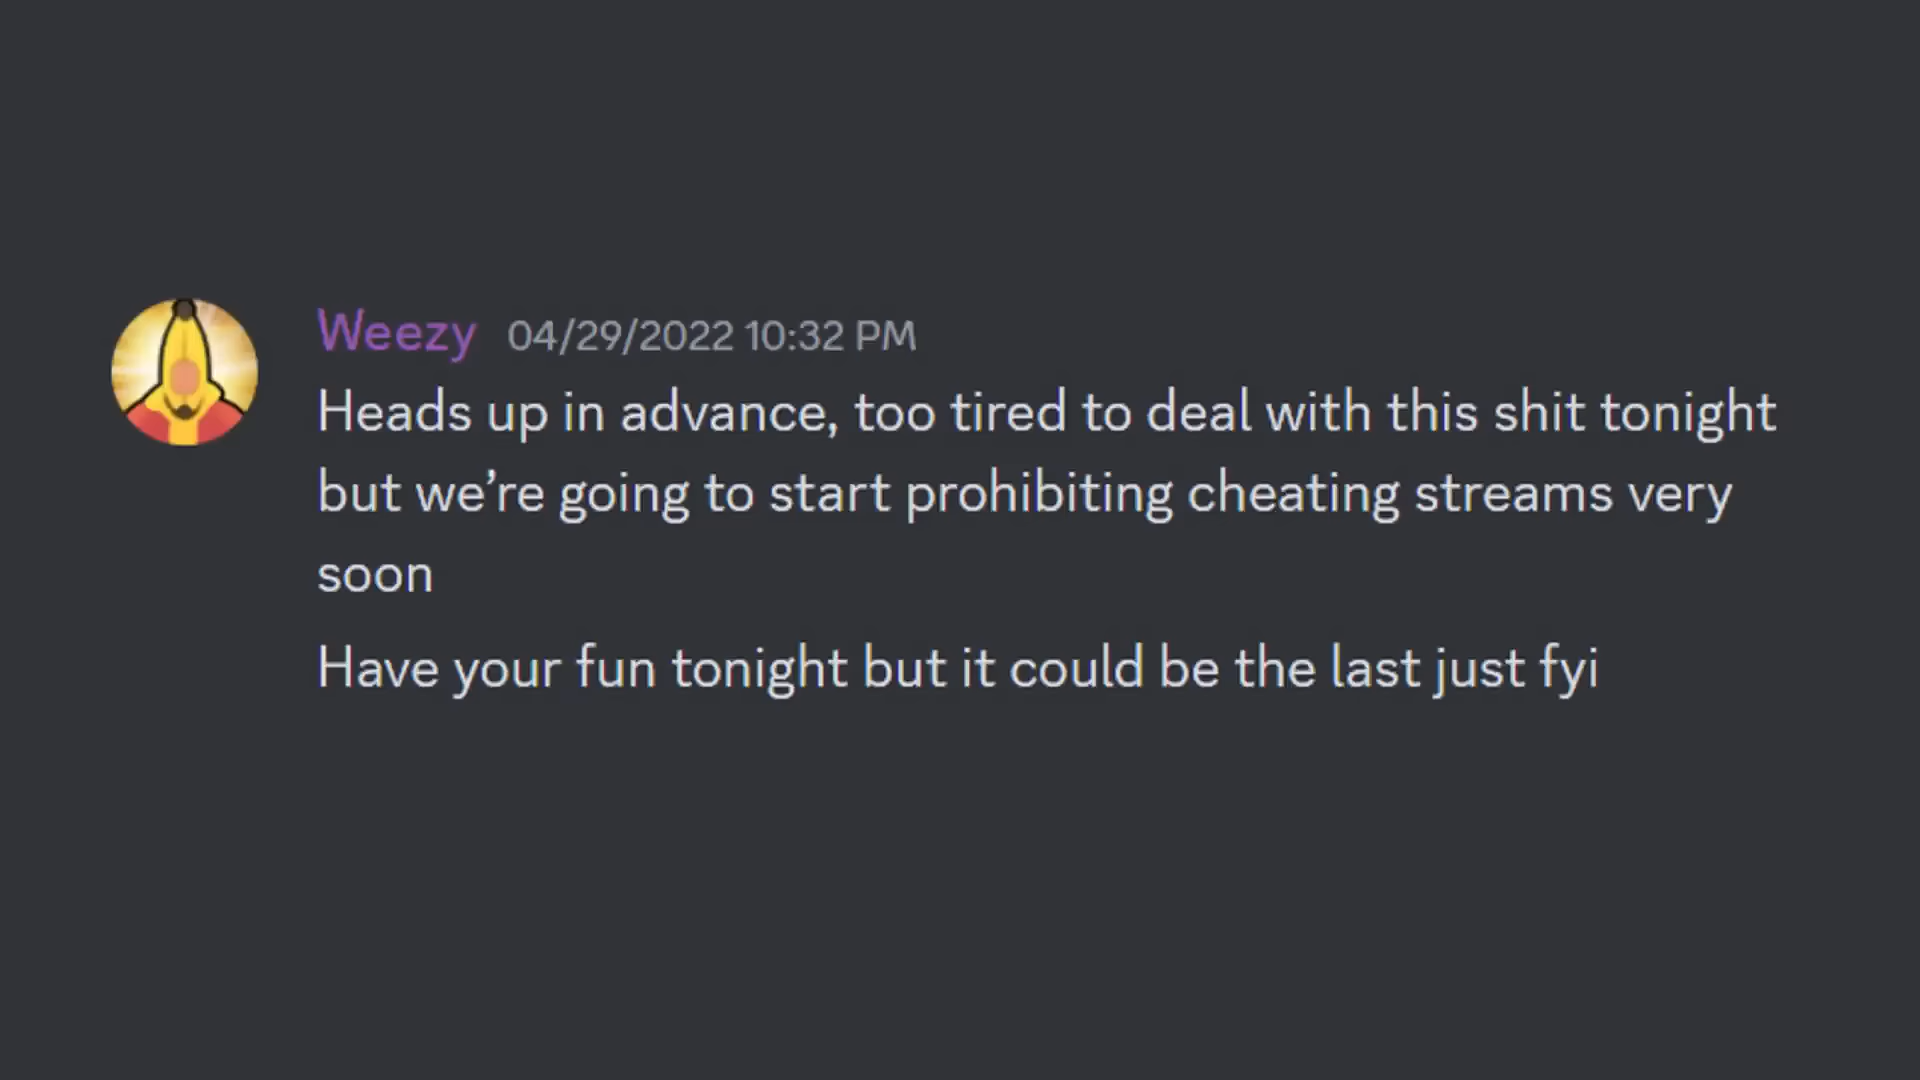 Weezy 04/29/2022 10:32 PM
Heads up in advance, too tired to deal with this shit tonight
but we’re going to start prohibiting cheating streams very
soon
Have your fun tonight but it could be the last just fyi